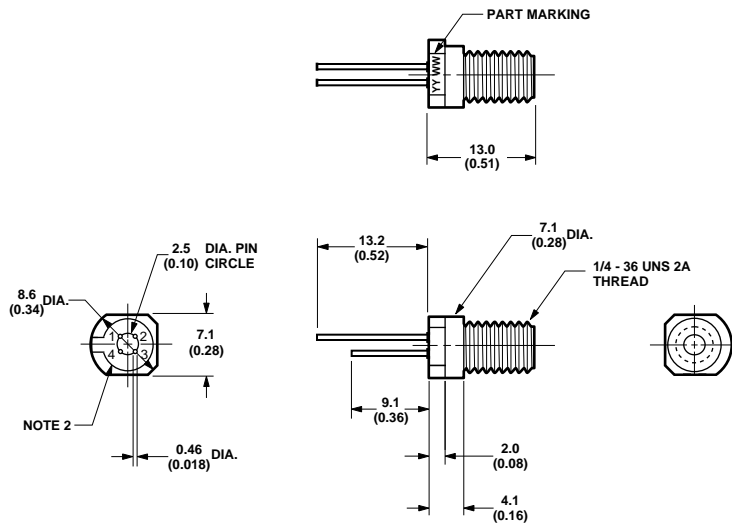 PART MARKING
YY WW
13.0
(0.51)
13.2
(0.52)
7.1
(0.28) DIA.
1/4 - 36 UNS 2A
THREAD
2.5 DIA. PIN
(0.10) CIRCLE
8.6
(0.34) DIA.
1 2
4 3
7.1
(0.28)
NOTE 2
0.46
(0.018) DIA.
9.1
(0.36)
2.0
(0.08)
4.1
(0.16)